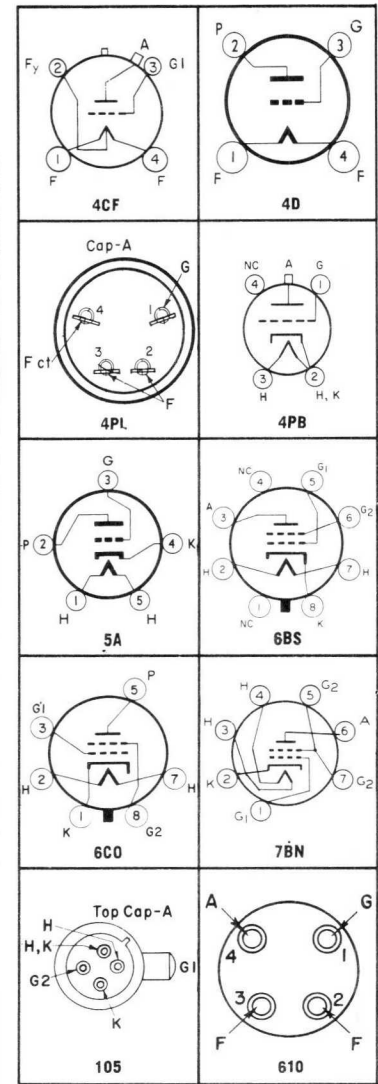 A
Fy 2 3 G1
1 4
F F
4CF
P G
2 3
1 4
F F
4D
Cap-A
G
4 1
F ct 3 2
F
4PL
NC A G
4 1
3 2
H H, K
4PB
G
3
P 2 4 K
1 5
H H
5A
NC G1
4 5
A 3 6 G2
H 2 7 H
1 8
NC K
6BS
P
5
G1
3
H 2 7 H
1 8
K G2
6CO
H G2
4 5
H 3 6 A
K 2 7 G2
G1 1
7BN
Top Cap-A
H
H, K
G2 G1
K
105
A G
4 1
3 2
F F
610